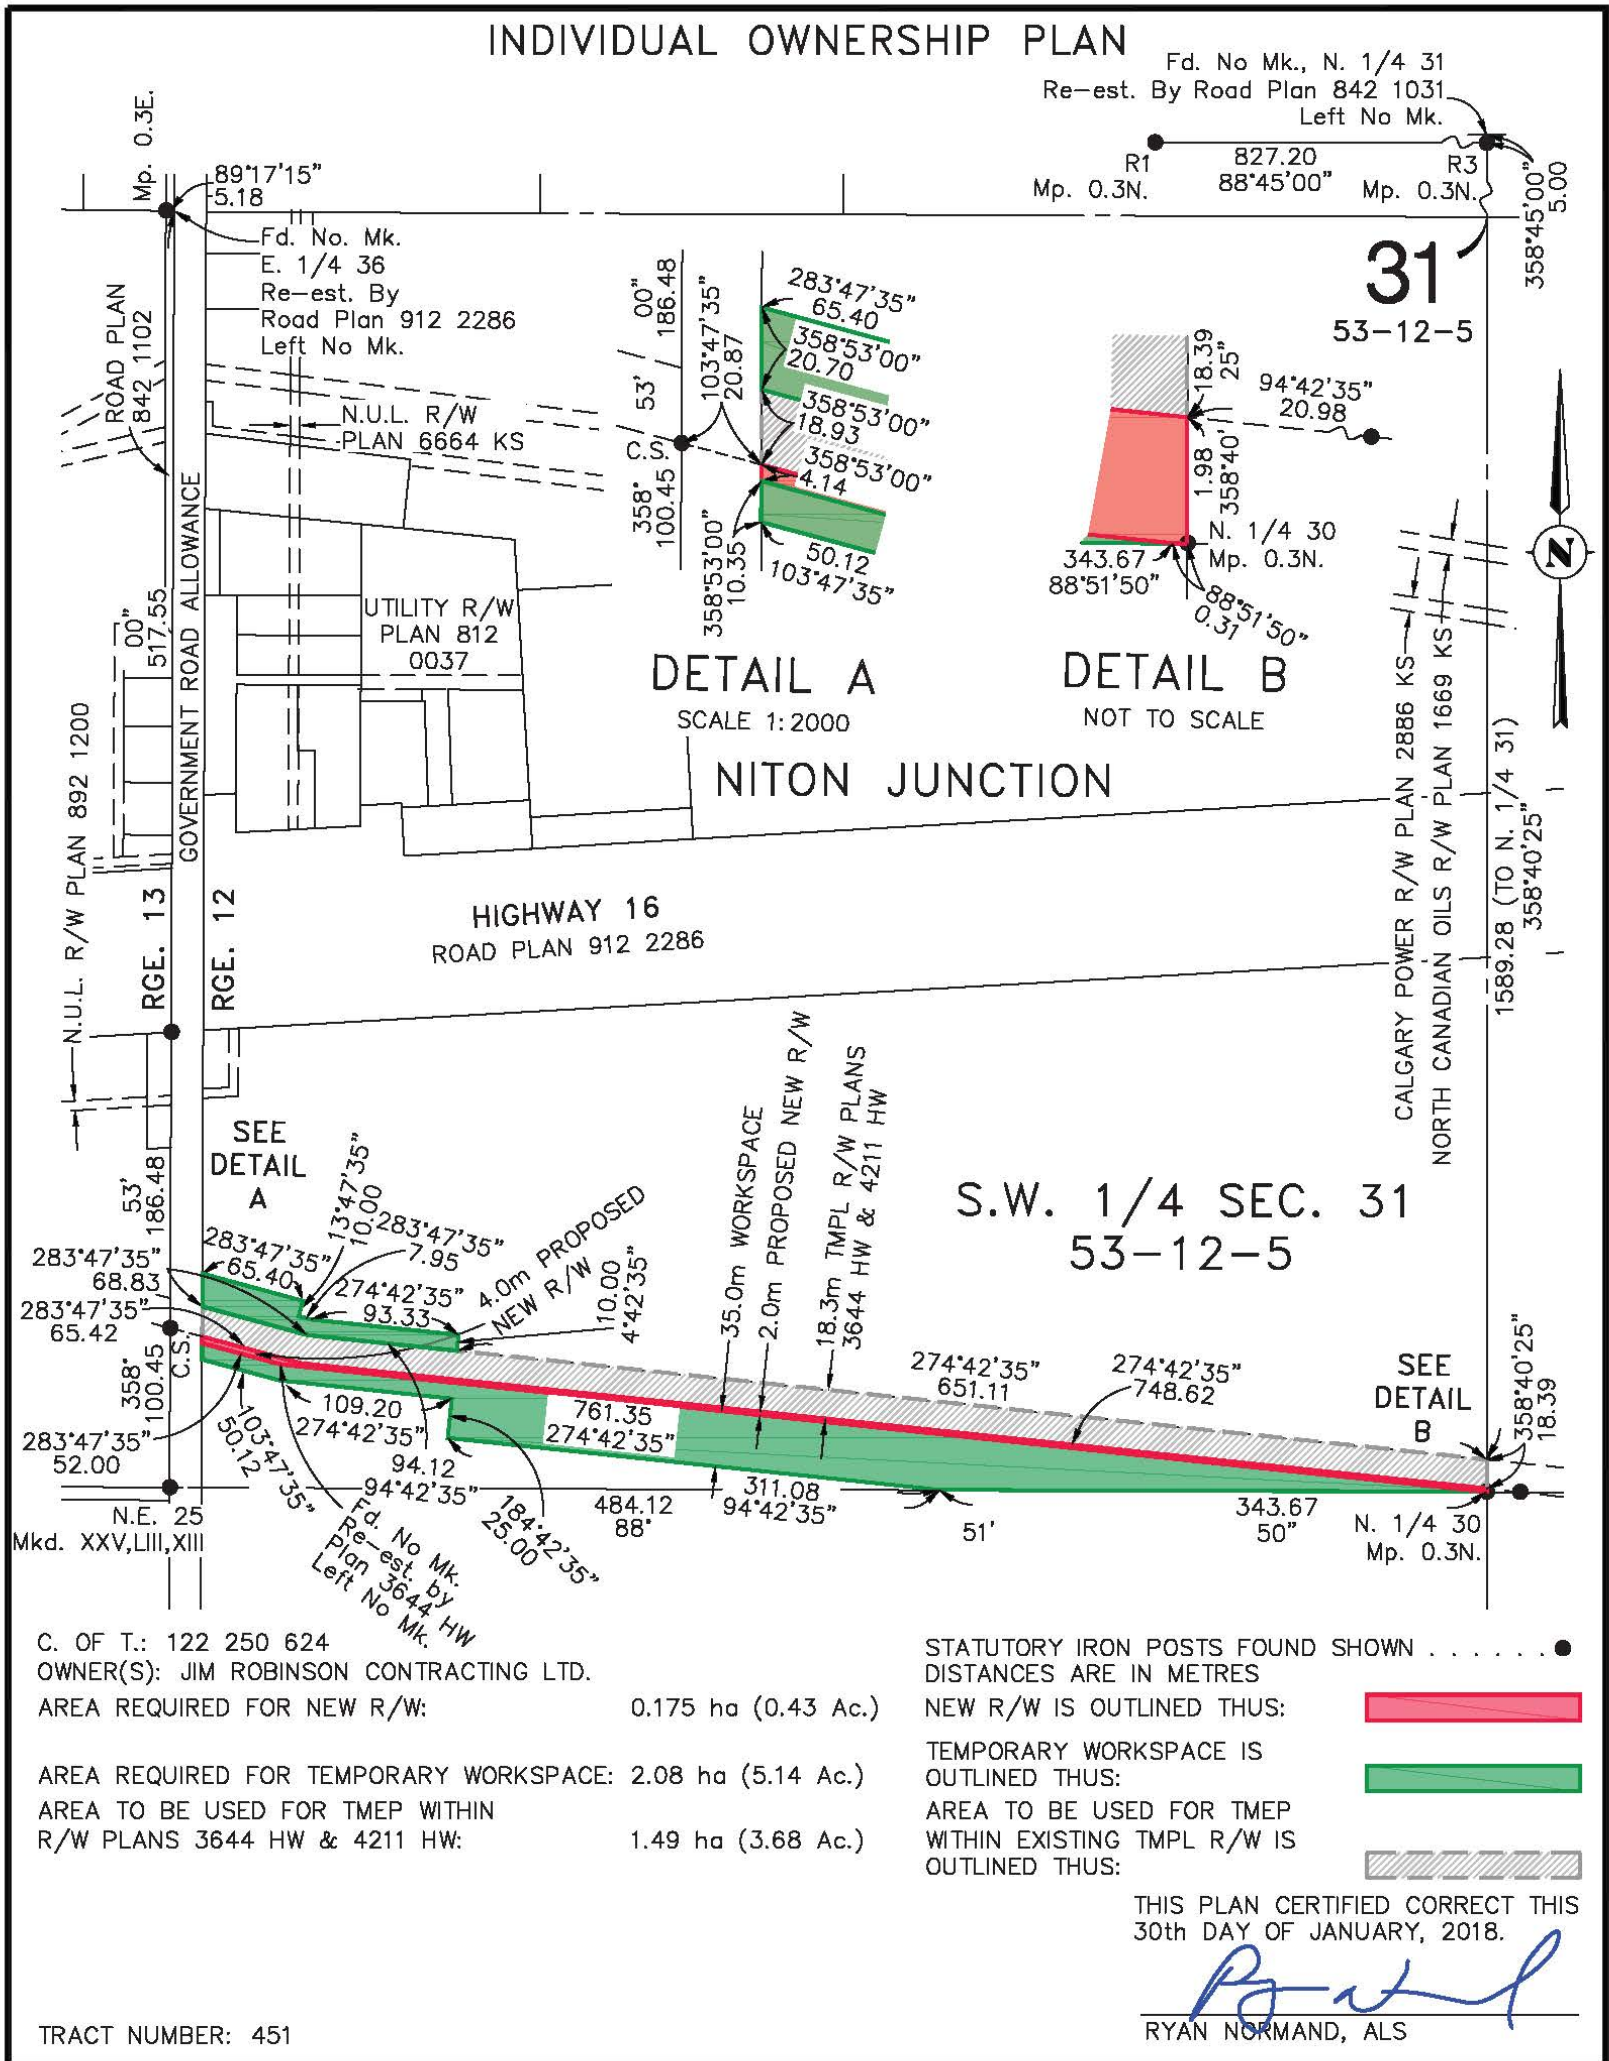 INDIVIDUAL OWNERSHIP PLAN
Fd. No Mk., N. 1/4 31
Re-est. By Road Plan 842 1031
Left No Mk.
R1
Mp. 0.3N.
827.20
88°45'00"
R3
Mp. 0.3N.
358°45'00"
5.00
Mp. 0.3E.
89°17'15"
5.18
Fd. No. Mk.
E. 1/4 36
Re-est. By
Road Plan 912 2286
Left No Mk.
ROAD PLAN
842 1102
N.U.L. R/W
PLAN 6664 KS
31
53-12-5
00"
186.48
53'
C.S.
358°
100.45
103°47'35"
20.87
283°47'35"
65.40
358°53'00"
20.70
358°53'00"
18.93
358°53'00"
4.14
358°53'00"
10.35
50.12
103°47'35"
DETAIL A
SCALE 1:2000
18.39
25"
94°42'35"
20.98
1.98
358°40'
N. 1/4 30
Mp. 0.3N.
343.67
88°51'50"
88°51'50"
0.31
DETAIL B
NOT TO SCALE
N
00"
517.55
GOVERNMENT ROAD ALLOWANCE
UTILITY R/W
PLAN 812
0037
NITON JUNCTION
N.U.L. R/W PLAN 892 1200
RGE. 13
RGE. 12
HIGHWAY 16
ROAD PLAN 912 2286
CALGARY POWER R/W PLAN 2886 KS
NORTH CANADIAN OILS R/W PLAN 1669 KS
1589.28 (TO N. 1/4 31)
358°40'25"
SEE
DETAIL
A
53'
186.48
13°47'35"
10.00
283°47'35"
7.95
283°47'35"
65.40
283°47'35"
68.83
283°47'35"
65.42
274°42'35"
93.33
4.0m PROPOSED
NEW R/W
10.00
4°42'35"
35.0m WORKSPACE
2.0m PROPOSED NEW R/W
18.3m TMPL R/W PLANS
3644 HW & 4211 HW
S.W. 1/4 SEC. 31
53-12-5
C.S.
358°
100.45
274°42'35"
651.11
274°42'35"
748.62
SEE
DETAIL
B
358°40'25"
18.39
283°47'35"
52.00
103°47'35"
50.12
109.20
274°42'35"
761.35
274°42'35"
94.12
94°42'35"
184°42'35"
25.00
484.12
88°
311.08
94°42'35"
51'
343.67
50"
N. 1/4 30
Mp. 0.3N.
N.E. 25
Mkd. XXV,LIII,XIII
Fd. No Mk.
Re-est. by
Plan 3644 HW
Left No Mk.
C. OF T.: 122 250 624
OWNER(S): JIM ROBINSON CONTRACTING LTD.
AREA REQUIRED FOR NEW R/W: 0.175 ha (0.43 Ac.)
AREA REQUIRED FOR TEMPORARY WORKSPACE: 2.08 ha (5.14 Ac.)
AREA TO BE USED FOR TMEP WITHIN
R/W PLANS 3644 HW & 4211 HW: 1.49 ha (3.68 Ac.)
STATUTORY IRON POSTS FOUND SHOWN . . . . . . ●
DISTANCES ARE IN METRES
NEW R/W IS OUTLINED THUS:
TEMPORARY WORKSPACE IS
OUTLINED THUS:
AREA TO BE USED FOR TMEP
WITHIN EXISTING TMPL R/W IS
OUTLINED THUS:
THIS PLAN CERTIFIED CORRECT THIS
30th DAY OF JANUARY, 2018.
RYAN NORMAND, ALS
TRACT NUMBER: 451